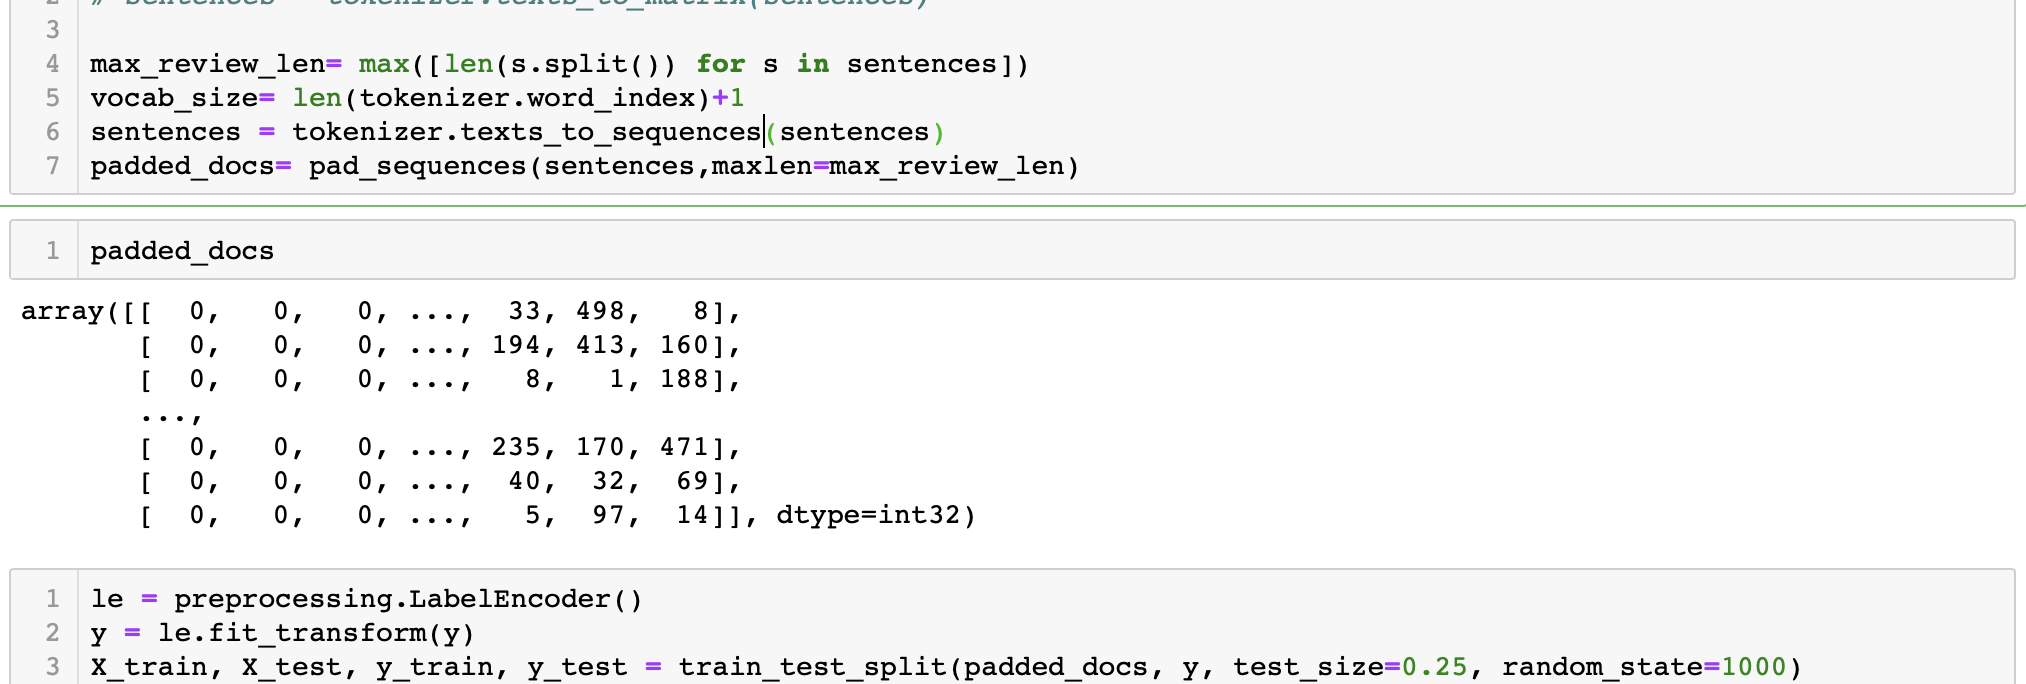 2 # sentences = tokenizer.texts_to_matrix(sentences)
3
4 max_review_len= max([len(s.split()) for s in sentences])
5 vocab_size= len(tokenizer.word_index)+1
6 sentences = tokenizer.texts_to_sequences(sentences)
7 padded_docs= pad_sequences(sentences,maxlen=max_review_len)
1 padded_docs
array([[  0,   0,   0, ...,  33, 498,   8],
       [  0,   0,   0, ..., 194, 413, 160],
       [  0,   0,   0, ...,   8,   1, 188],
       ...,
       [  0,   0,   0, ..., 235, 170, 471],
       [  0,   0,   0, ...,  40,  32,  69],
       [  0,   0,   0, ...,   5,  97,  14]], dtype=int32)
1 le = preprocessing.LabelEncoder()
2 y = le.fit_transform(y)
3 X_train, X_test, y_train, y_test = train_test_split(padded_docs, y, test_size=0.25, random_state=1000)